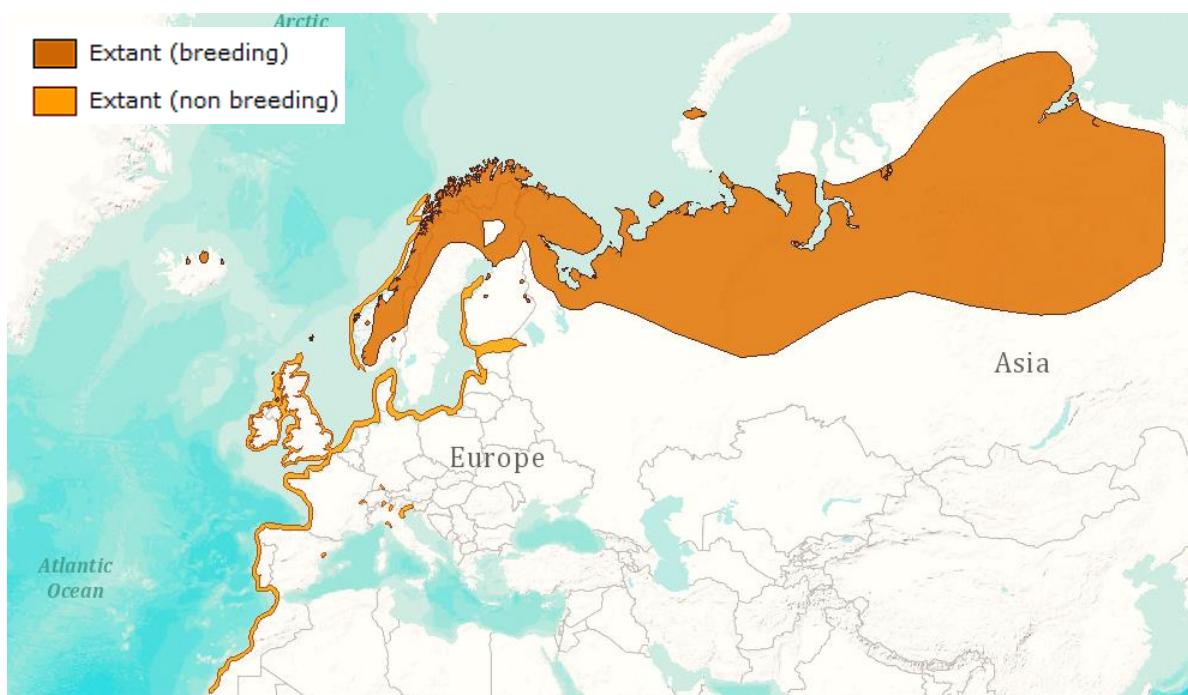 Arctic
Extant (breeding)
Extant (non breeding)
Asia
Europe
Atlantic
Ocean